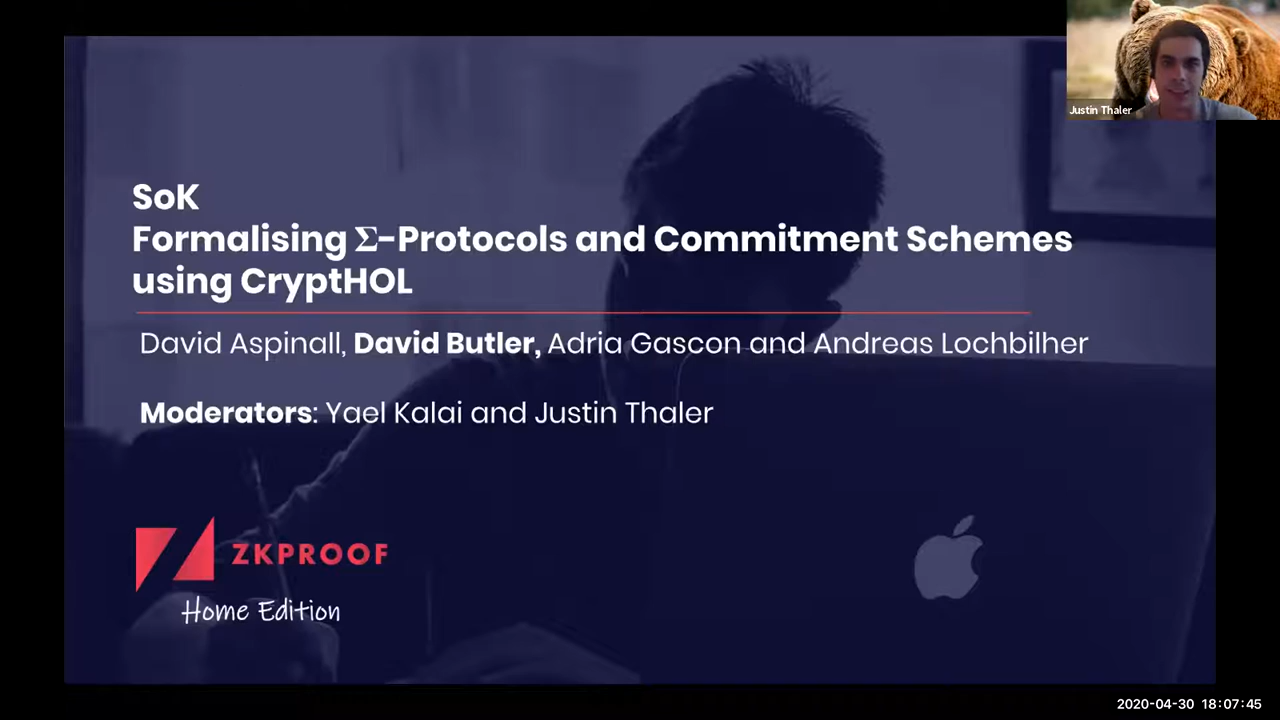 Justin Thaler
SoK
Formalising Σ-Protocols and Commitment Schemes
using CryptHOL
David Aspinall, David Butler, Adria Gascon and Andreas Lochbilher
Moderators: Yael Kalai and Justin Thaler
ZKPROOF
Home Edition
2020-04-30 18:07:45